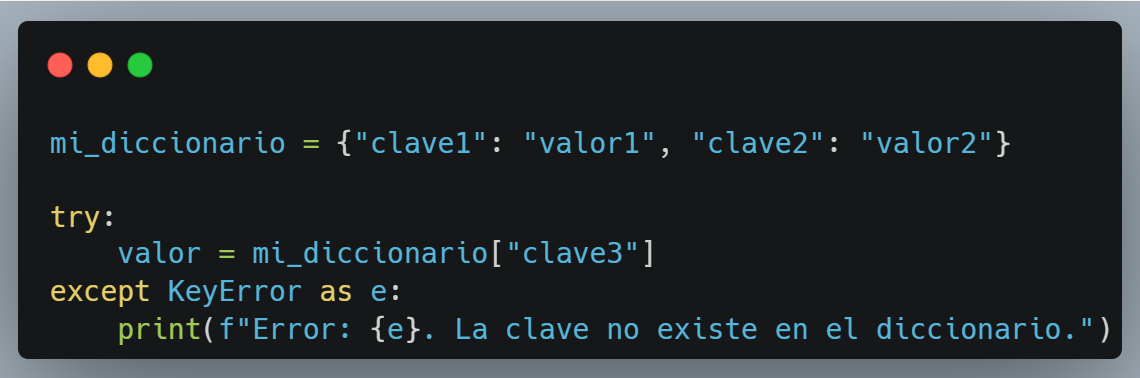 mi_diccionario = {"clave1": "valor1", "clave2": "valor2"}
try:
    valor = mi_diccionario["clave3"]
except KeyError as e:
    print(f"Error: {e}. La clave no existe en el diccionario.")